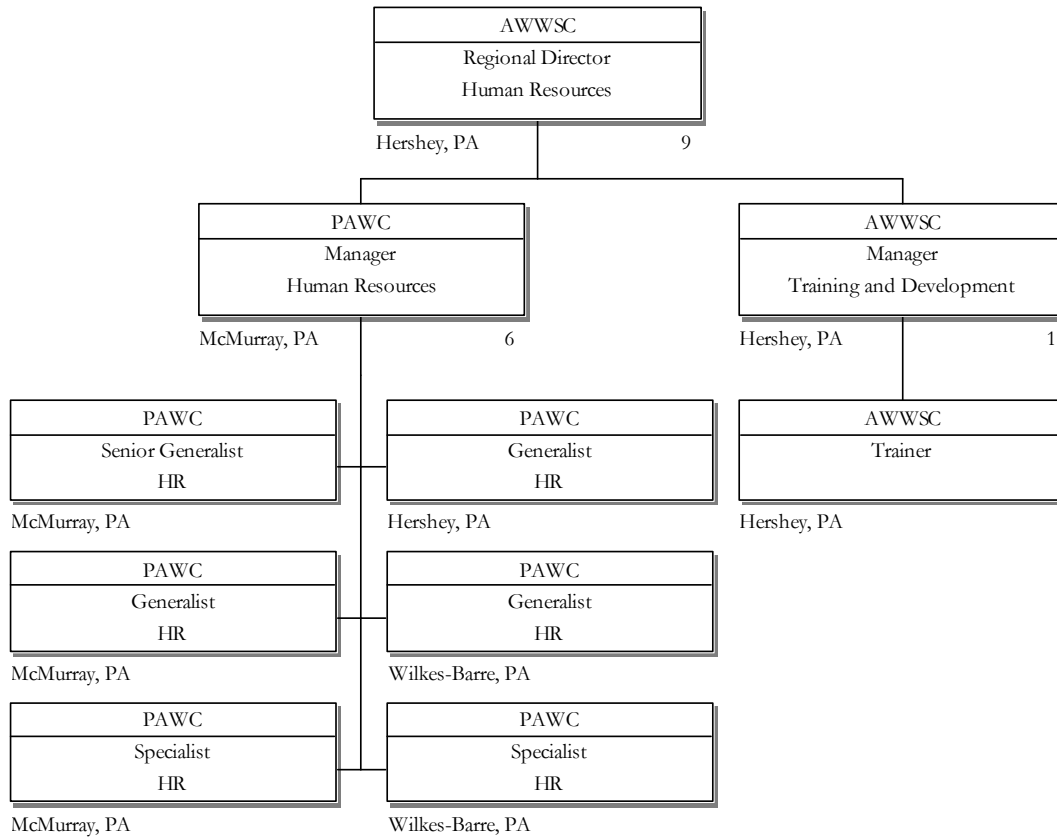 AWWSC
Regional Director
Human Resources
Hershey, PA 9
PAWC
Manager
Human Resources
McMurray, PA 6
AWWSC
Manager
Training and Development
Hershey, PA 1
PAWC
Senior Generalist
HR
McMurray, PA
PAWC
Generalist
HR
Hershey, PA
AWWSC
Trainer
Hershey, PA
PAWC
Generalist
HR
McMurray, PA
PAWC
Generalist
HR
Wilkes-Barre, PA
PAWC
Specialist
HR
McMurray, PA
PAWC
Specialist
HR
Wilkes-Barre, PA